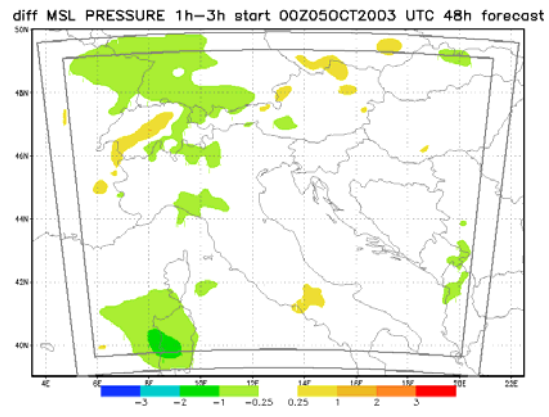 diff MSL PRESSURE 1h-3h start 00Z05OCT2003 UTC 48h forecast
50N
48N
46N
44N
42N
40N
4E 6E 8E 10E 12E 14E 16E 18E 20E 22E
-3 -2 -1 -0.25 0.25 1 2 3